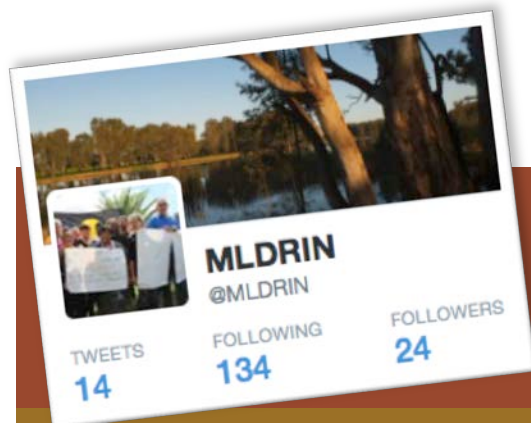 MLDRIN
@MLDRIN
TWEETS FOLLOWING FOLLOWERS
14 134 24